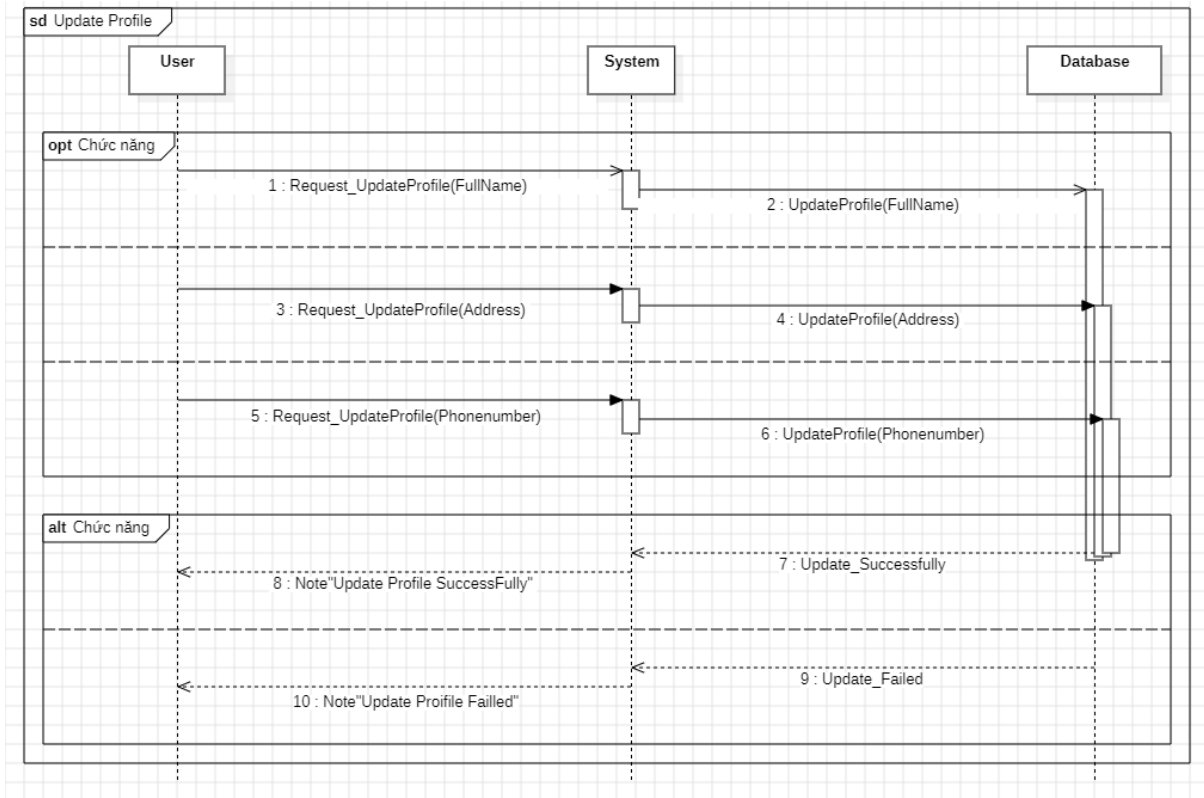 sd Update Profile
User
System
Database
opt Chức năng
1 : Request_UpdateProfile(FullName)
2 : UpdateProfile(FullName)
3 : Request_UpdateProfile(Address)
4 : UpdateProfile(Address)
5 : Request_UpdateProfile(Phonenumber)
6 : UpdateProfile(Phonenumber)
alt Chức năng
7 : Update_Successfully
8 : Note"Update Profile SuccessFully"
9 : Update_Failed
10 : Note"Update Proifile Failled"